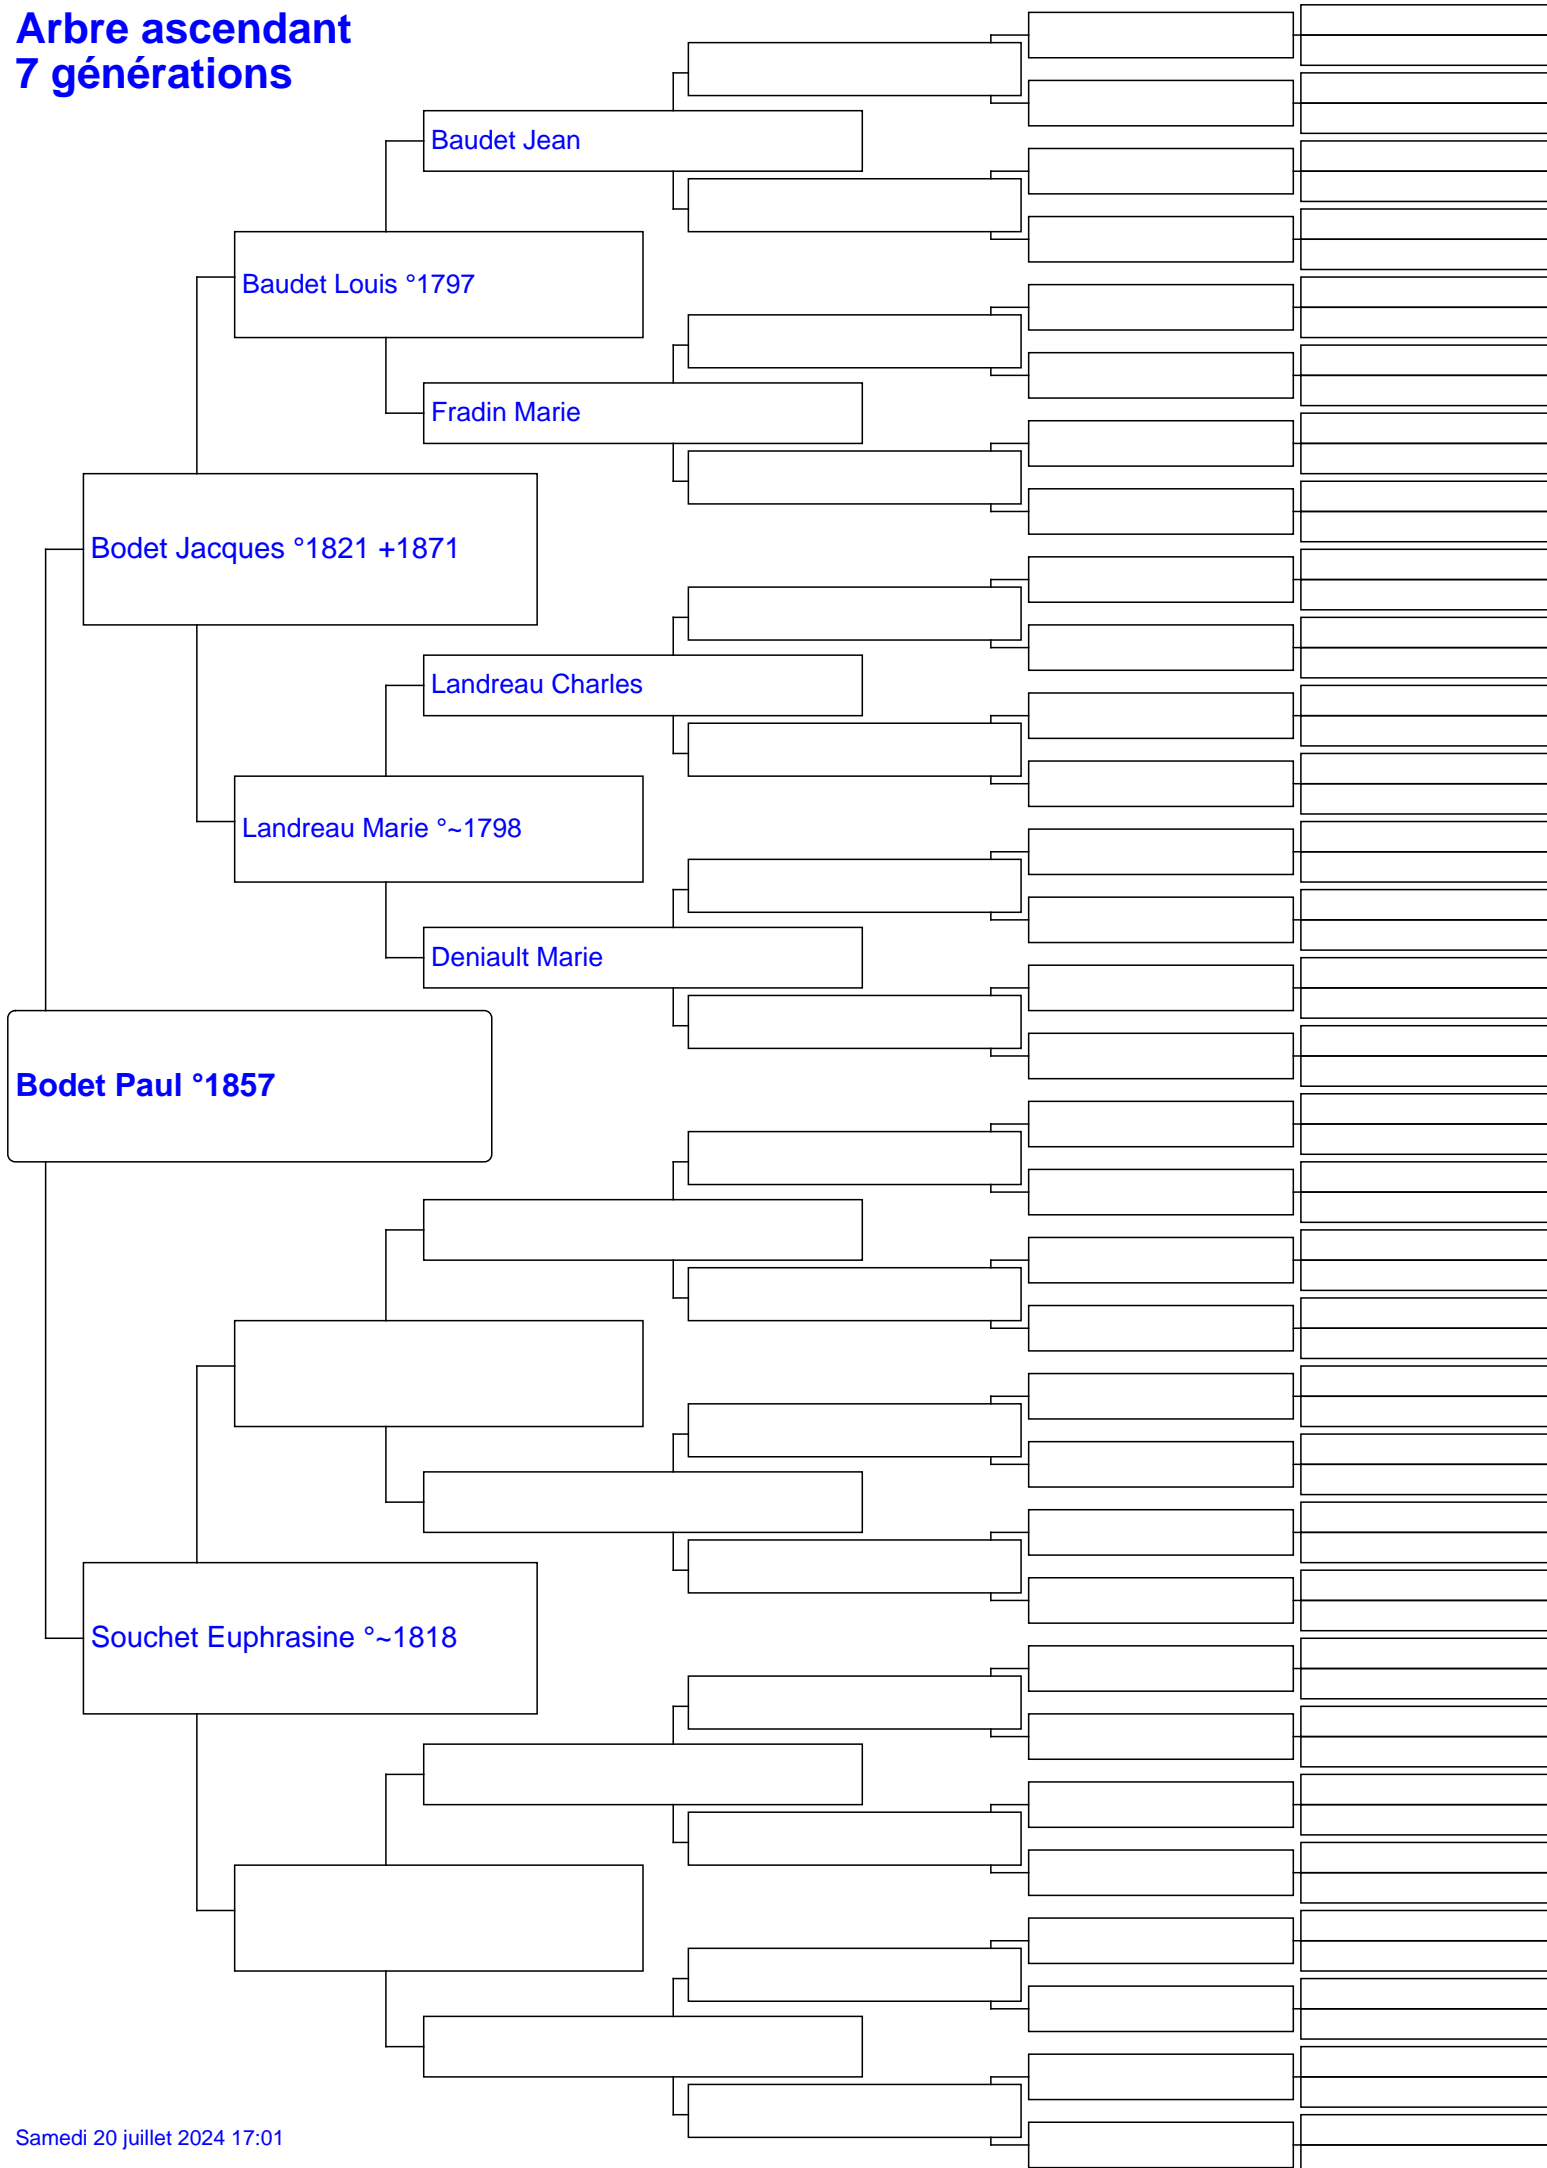 Arbre ascendant
7 générations
Baudet Jean
Baudet Louis °1797
Fradin Marie
Bodet Jacques °1821 +1871
Landreau Charles
Landreau Marie °~1798
Deniault Marie
Bodet Paul °1857
Souchet Euphrasine °~1818
Samedi 20 juillet 2024 17:01